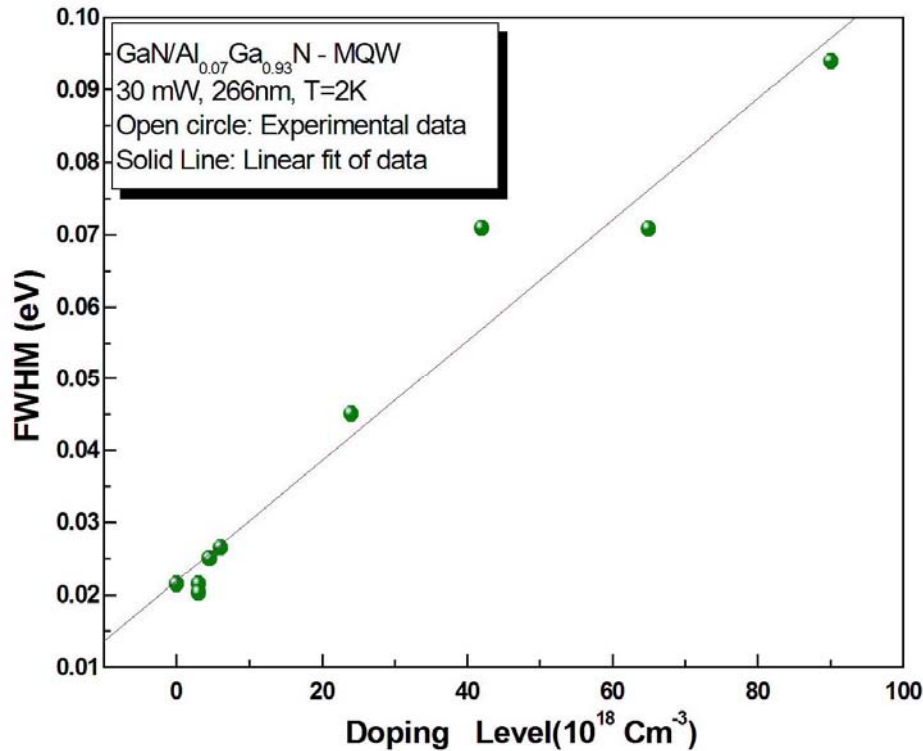 GaN/Al0.07Ga0.93N - MQW
30 mW, 266nm, T=2K
Open circle: Experimental data
Solid Line: Linear fit of data
0.10
0.09
0.08
0.07
0.06
0.05
0.04
0.03
0.02
0.01
FWHM (eV)
0 20 40 60 80 100
Doping Level(10^18 Cm^-3)